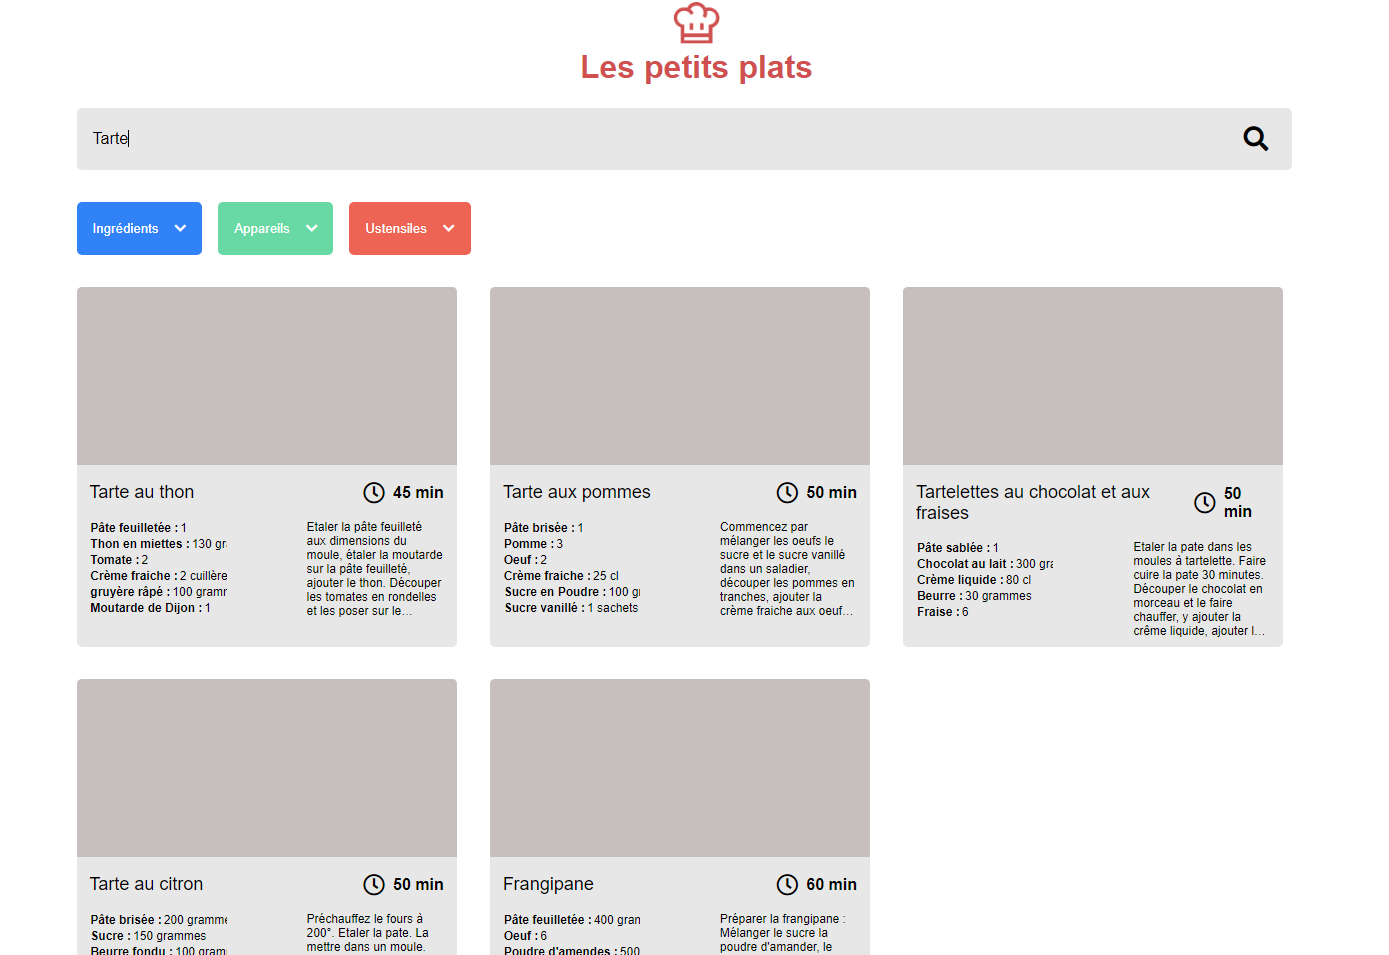 Les petits plats
Tarte
Ingrédients
Appareils
Ustensiles
Tarte au thon
45 min
Pâte feuilletée : 1
Thon en miettes : 130 gr
Tomate : 2
Crème fraiche : 2 cuillère
gruyère râpé : 100 gramr
Moutarde de Dijon : 1
Etaler la pâte feuilleté
aux dimensions du
moule, étaler la moutarde
sur la pâte feuilleté,
ajouter le thon. Découper
les tomates en rondelles
et les poser sur le...
Tarte aux pommes
50 min
Pâte brisée : 1
Pomme : 3
Oeuf : 2
Crème fraiche : 25 cl
Sucre en Poudre : 100 g
Sucre vanillé : 1 sachets
Commencez par
mélanger les oeufs le
sucre et le sucre vanillé
dans un saladier,
découper les pommes en
tranches, ajouter la
crème fraiche aux oeuf...
Tartelettes au chocolat et aux
fraises
50
min
Pâte sablée : 1
Chocolat au lait : 300 gra
Crème liquide : 80 cl
Beurre : 30 grammes
Fraise : 6
Etaler la pate dans les
moules à tartelette. Faire
cuire la pate 30 minutes.
Découper le chocolat en
morceau et le faire
chauffer, y ajouter la
crême liquide, ajouter l...
Tarte au citron
50 min
Pâte brisée : 200 gramme
Sucre : 150 grammes
Beurre fondu : 100 gram
Préchauffez le fours à
200°. Etaler la pate. La
mettre dans un moule.
Frangipane
60 min
Pâte feuilletée : 400 gran
Oeuf : 6
Poudre d'amendes : 500
Préparer la frangipane :
Mélanger le sucre la
poudre d'amander, le